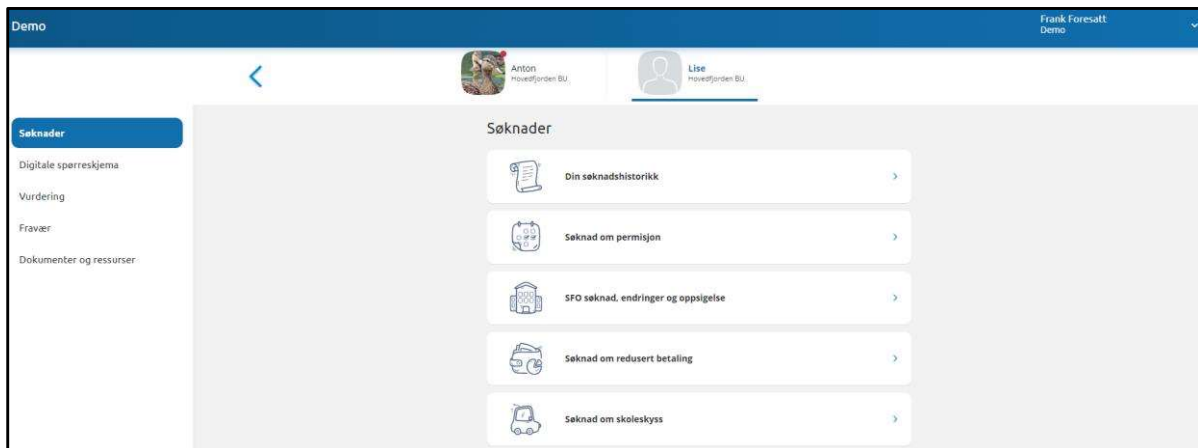 Demo
Frank Foresatt
Demo
Anton
Hovedfjorden BU
Lise
Hovedfjorden BU
Søknader
Digitale spørreskjema
Vurdering
Fravær
Dokumenter og ressurser
Søknader
Din søknadshistorikk
Søknad om permisjon
SFO søknad, endringer og oppsigelse
Søknad om redusert betaling
Søknad om skoleskyss